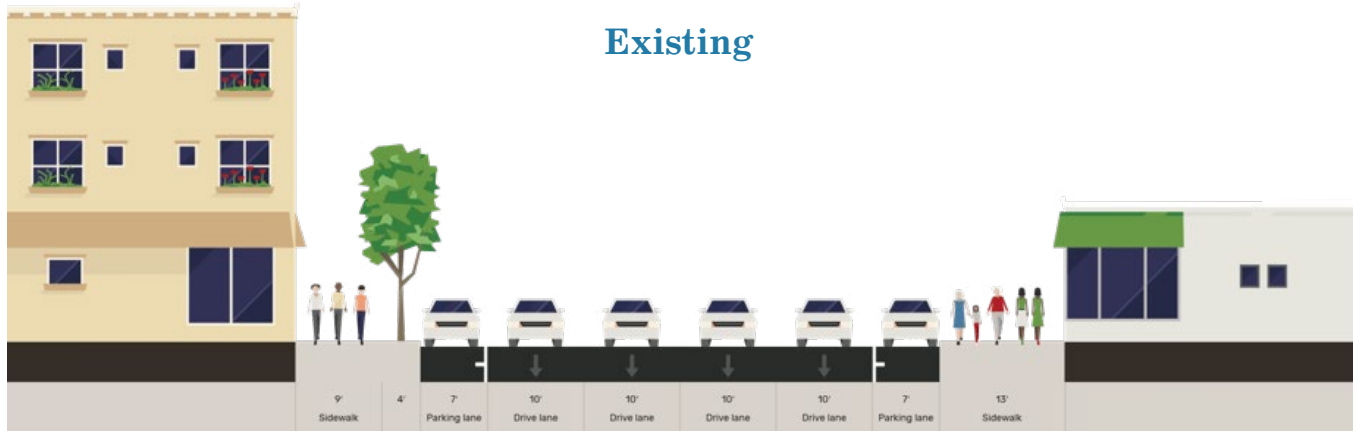 Existing
9' 4' 7' 10' 10' 10' 10' 7' 13'
Sidewalk Parking lane Drive lane Drive lane Drive lane Drive lane Parking lane Sidewalk